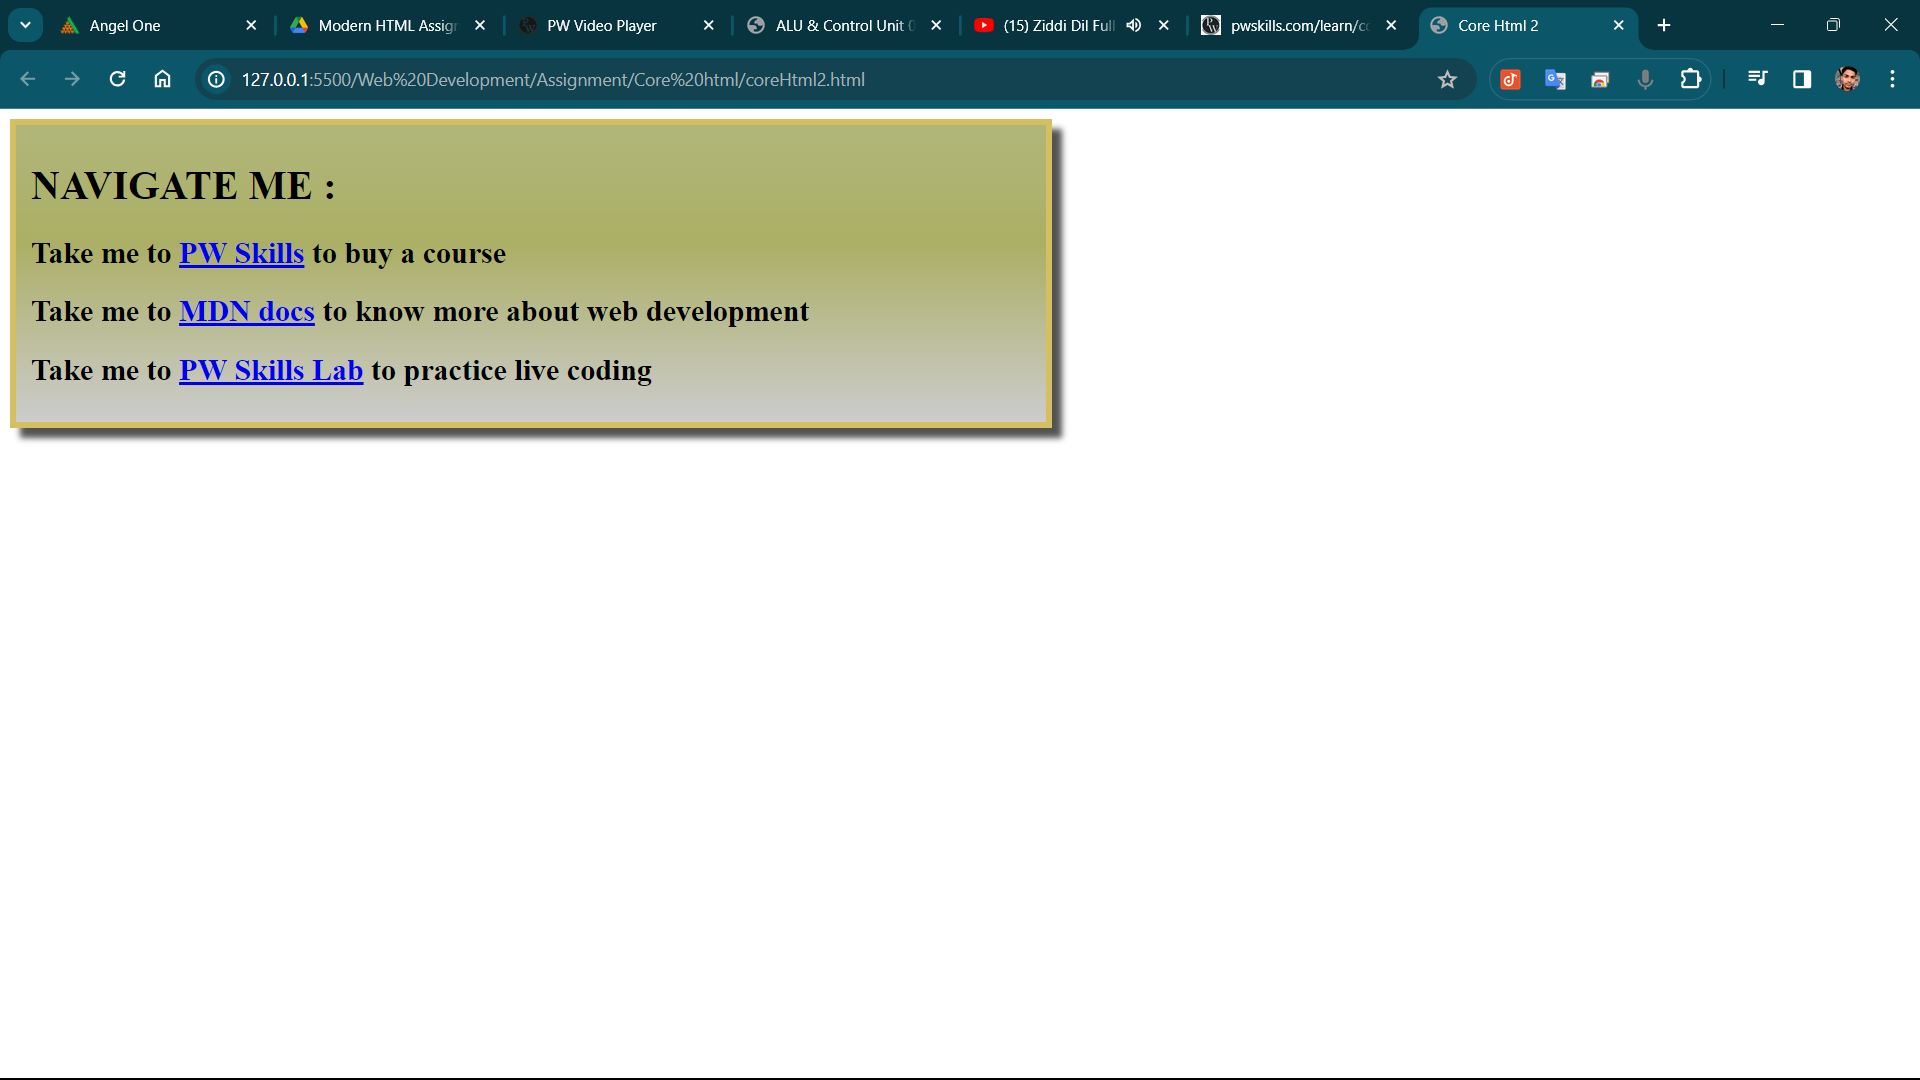 Angel One
Modern HTML Assig
PW Video Player
ALU & Control Unit
(15) Ziddi Dil Full
pwskills.com/learn/co
Core Html 2
127.0.0.1:5500/Web%20Development/Assignment/Core%20html/coreHtml2.html
NAVIGATE ME :
Take me to PW Skills to buy a course
Take me to MDN docs to know more about web development
Take me to PW Skills Lab to practice live coding